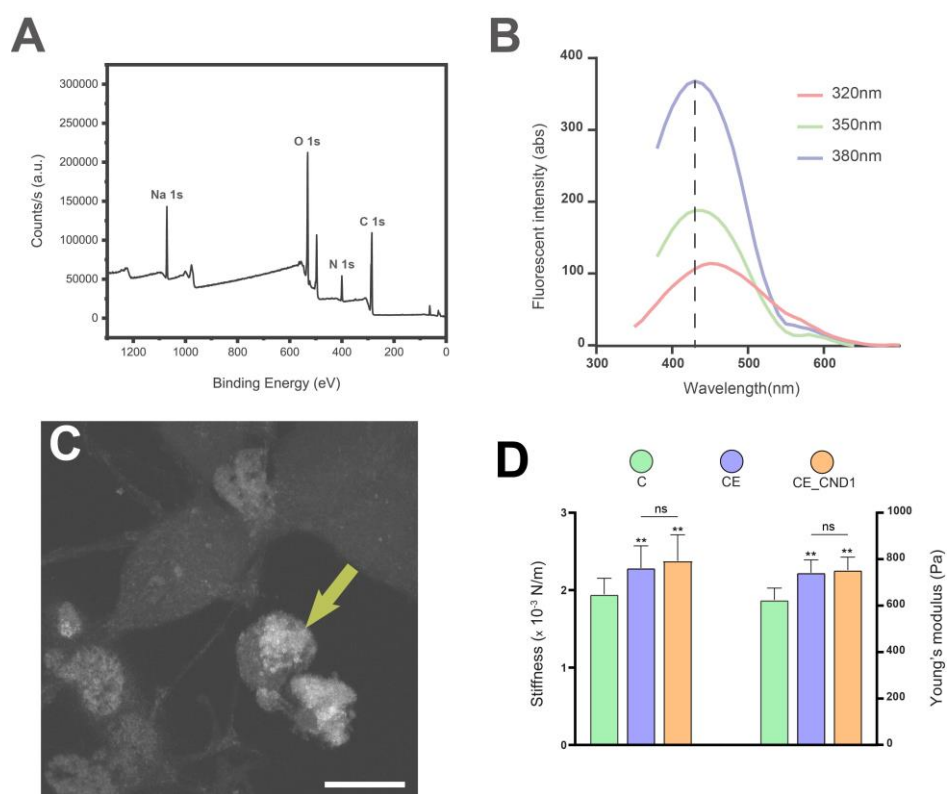 A
Counts/s (a.u.)
300000
250000
200000
150000
100000
50000
0
Na 1s
O 1s
N 1s
C 1s
1200 1000 800 600 400 200 0
Binding Energy (eV)
B
Fluorescent intensity (abs)
400
300
200
100
0
320nm
350nm
380nm
300 400 500 600
Wavelength(nm)
C
D
C CE CE_CND1
Stiffness (x 10⁻³ N/m)
3
2
1
0
ns
** **
ns
** **
1000
800
600
400
200
0
Young's modulus (Pa)